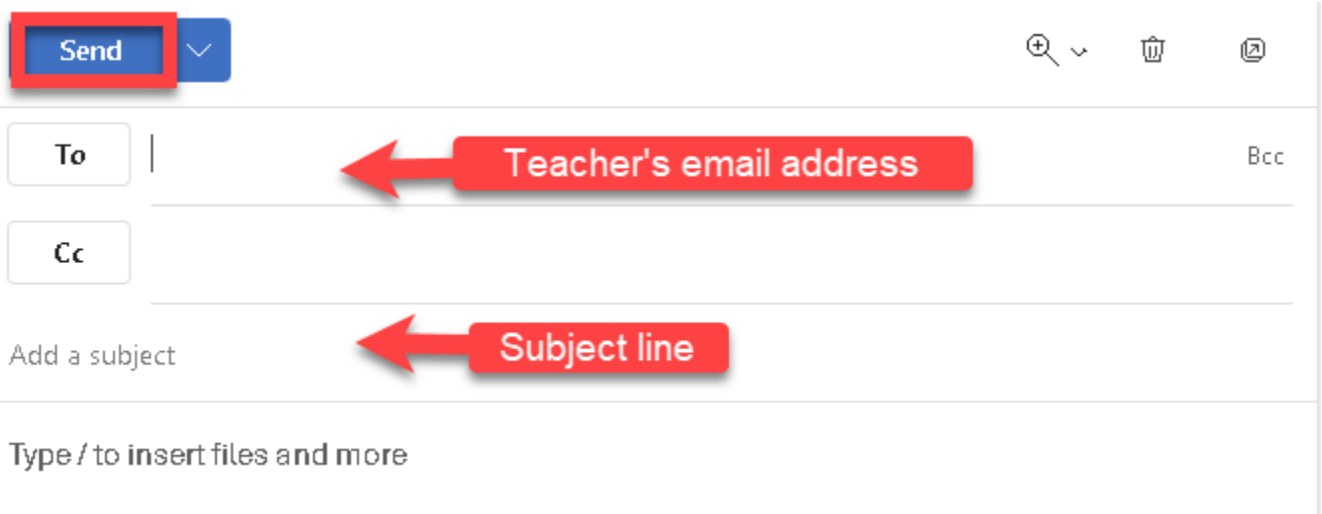 Send
To
Teacher's email address
Bcc
Cc
Add a subject
Subject line
Type / to insert files and more